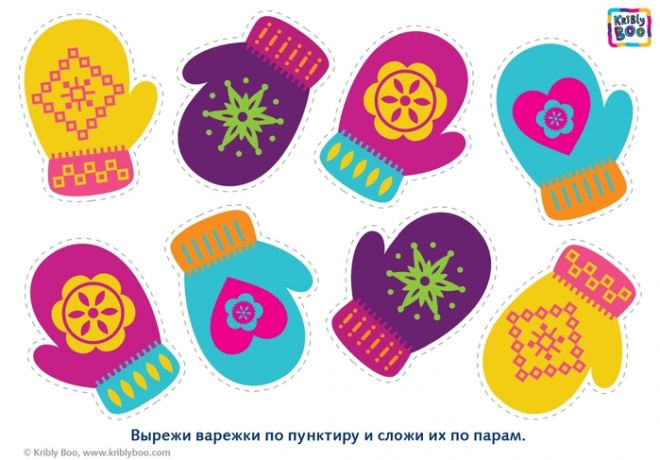 KRIBLY
BOO
Вырежи варежки по пунктиру и сложи их по парам.
© Kribly Boo, www.kriblyboo.com